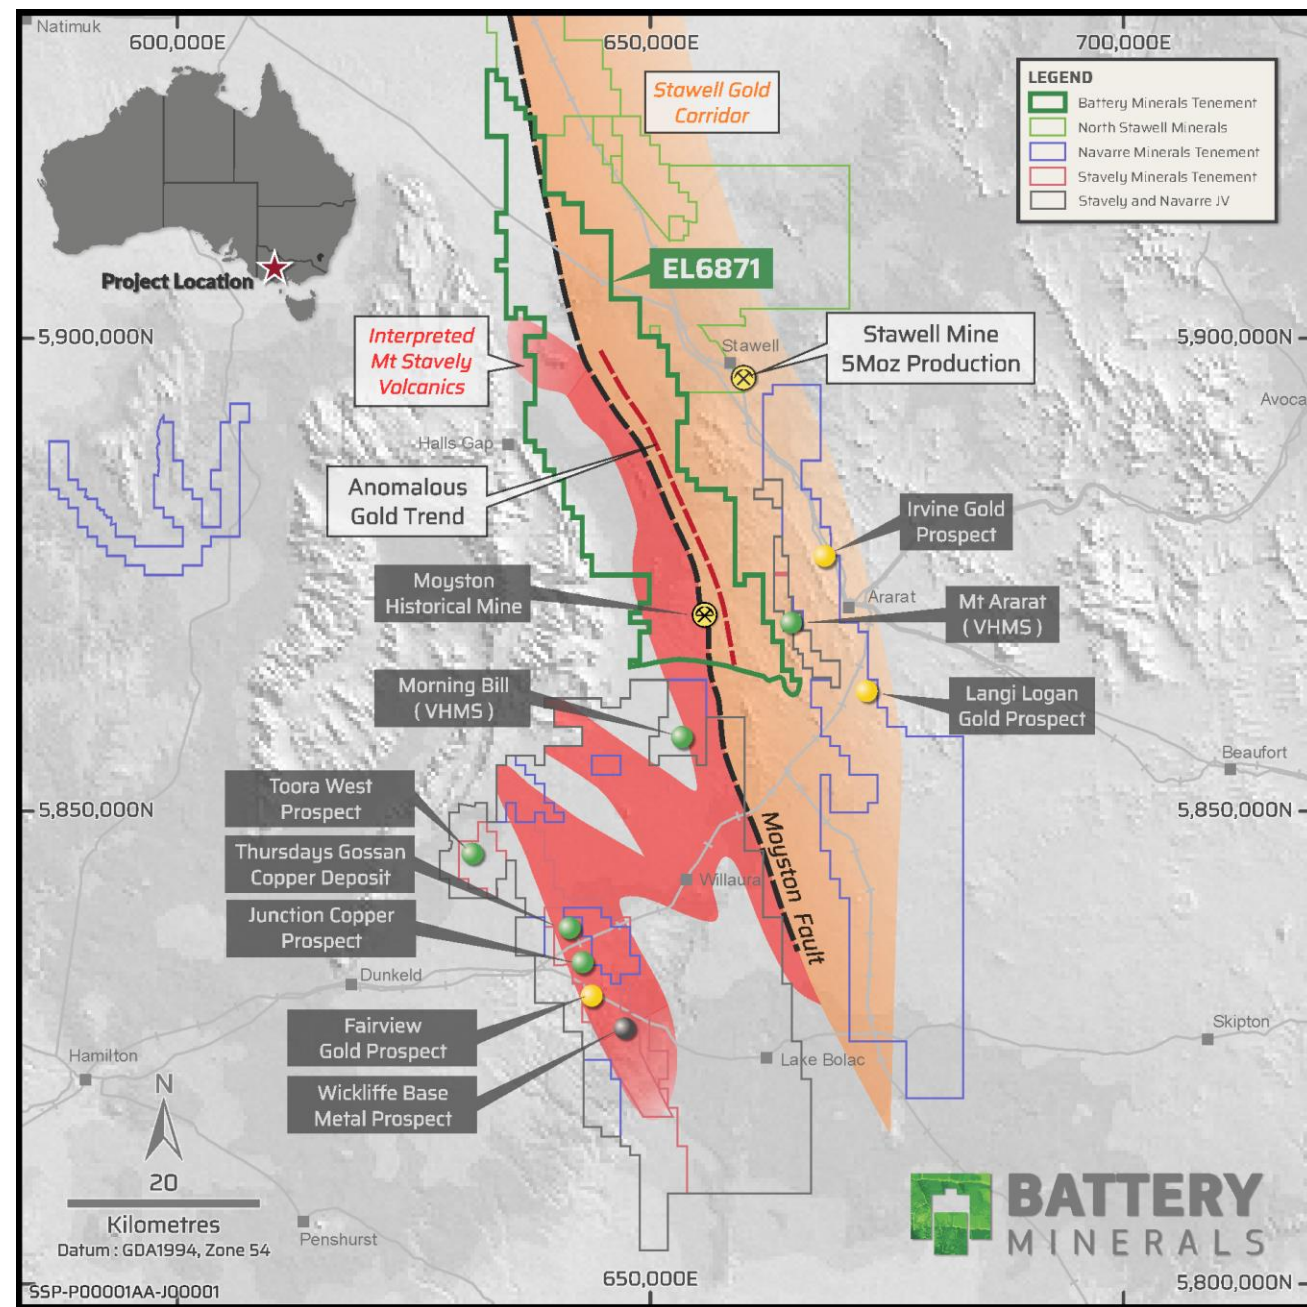 Natimuk
600,000E
650,000E
700,000E
LEGEND
Battery Minerals Tenement
North Stawell Minerals
Navarre Minerals Tenement
Stavely Minerals Tenement
Stavely and Navarre JV
Stawell Gold
Corridor
EL6871
Project Location
5,900,000N
5,900,000N
Interpreted
Mt Stavely
Volcanics
Stawell
Stawell Mine
5Moz Production
Avoca
Halls Gap
Anomalous
Gold Trend
Irvine Gold
Prospect
Moyston
Historical Mine
Ararat
Mt Ararat
( VHMS )
Morning Bill
( VHMS )
Langi Logan
Gold Prospect
Beaufort
Toora West
Prospect
5,850,000N
5,850,000N
Moyston Fault
Thursdays Gossan
Copper Deposit
Willaura
Junction Copper
Prospect
Dunkeld
Fairview
Gold Prospect
Skipton
Hamilton
Lake Bolac
N
Wickliffe Base
Metal Prospect
20
Kilometres
Datum : GDA1994, Zone 54
Penshurst
BATTERY
MINERALS
SSP-P00001AA-J00001
650,000E
5,800,000N